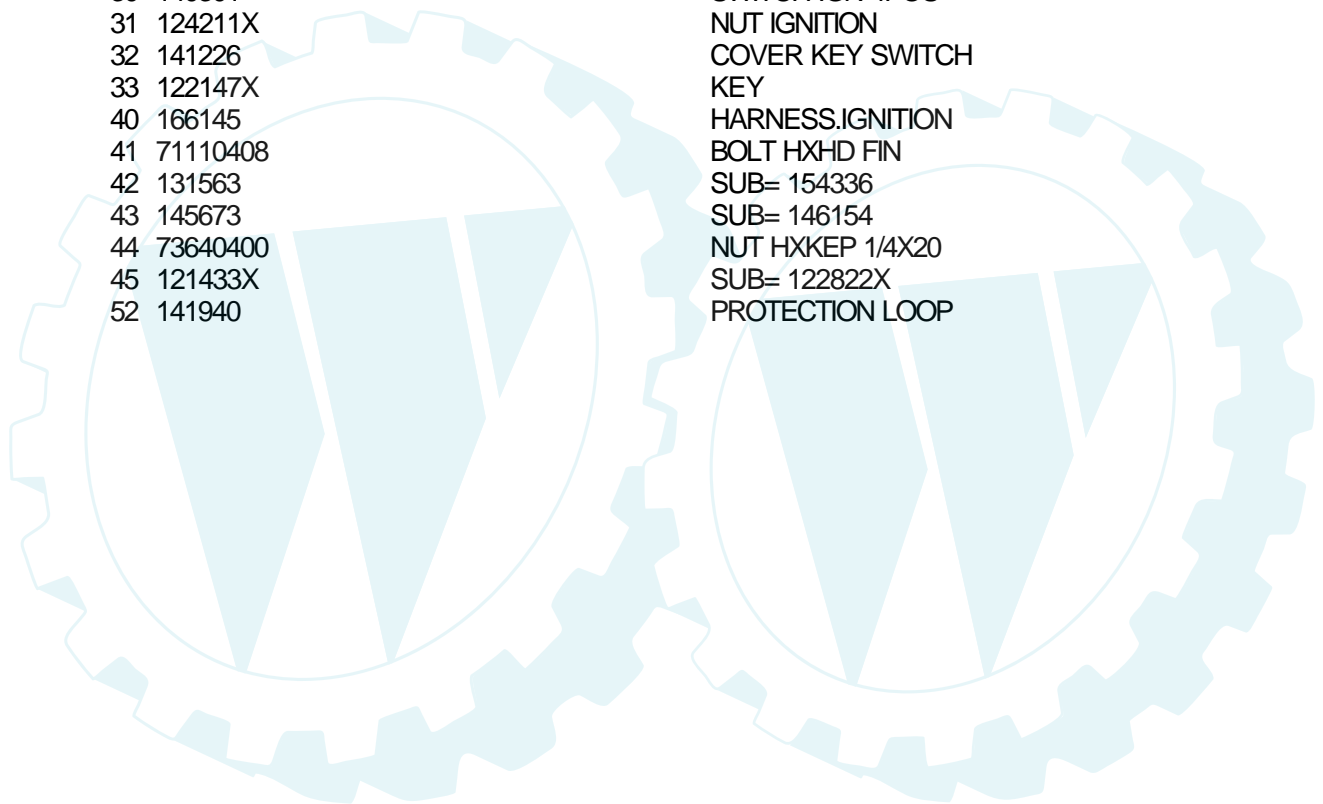 31 124211X NUT IGNITION
32 141226 COVER KEY SWITCH
33 122147X KEY
40 166145 HARNESS.IGNITION
41 71110408 BOLT HXHD FIN
42 131563 SUB= 154336
43 145673 SUB= 146154
44 73640400 NUT HXKEP 1/4X20
45 121433X SUB= 122822X
52 141940 PROTECTION LOOP